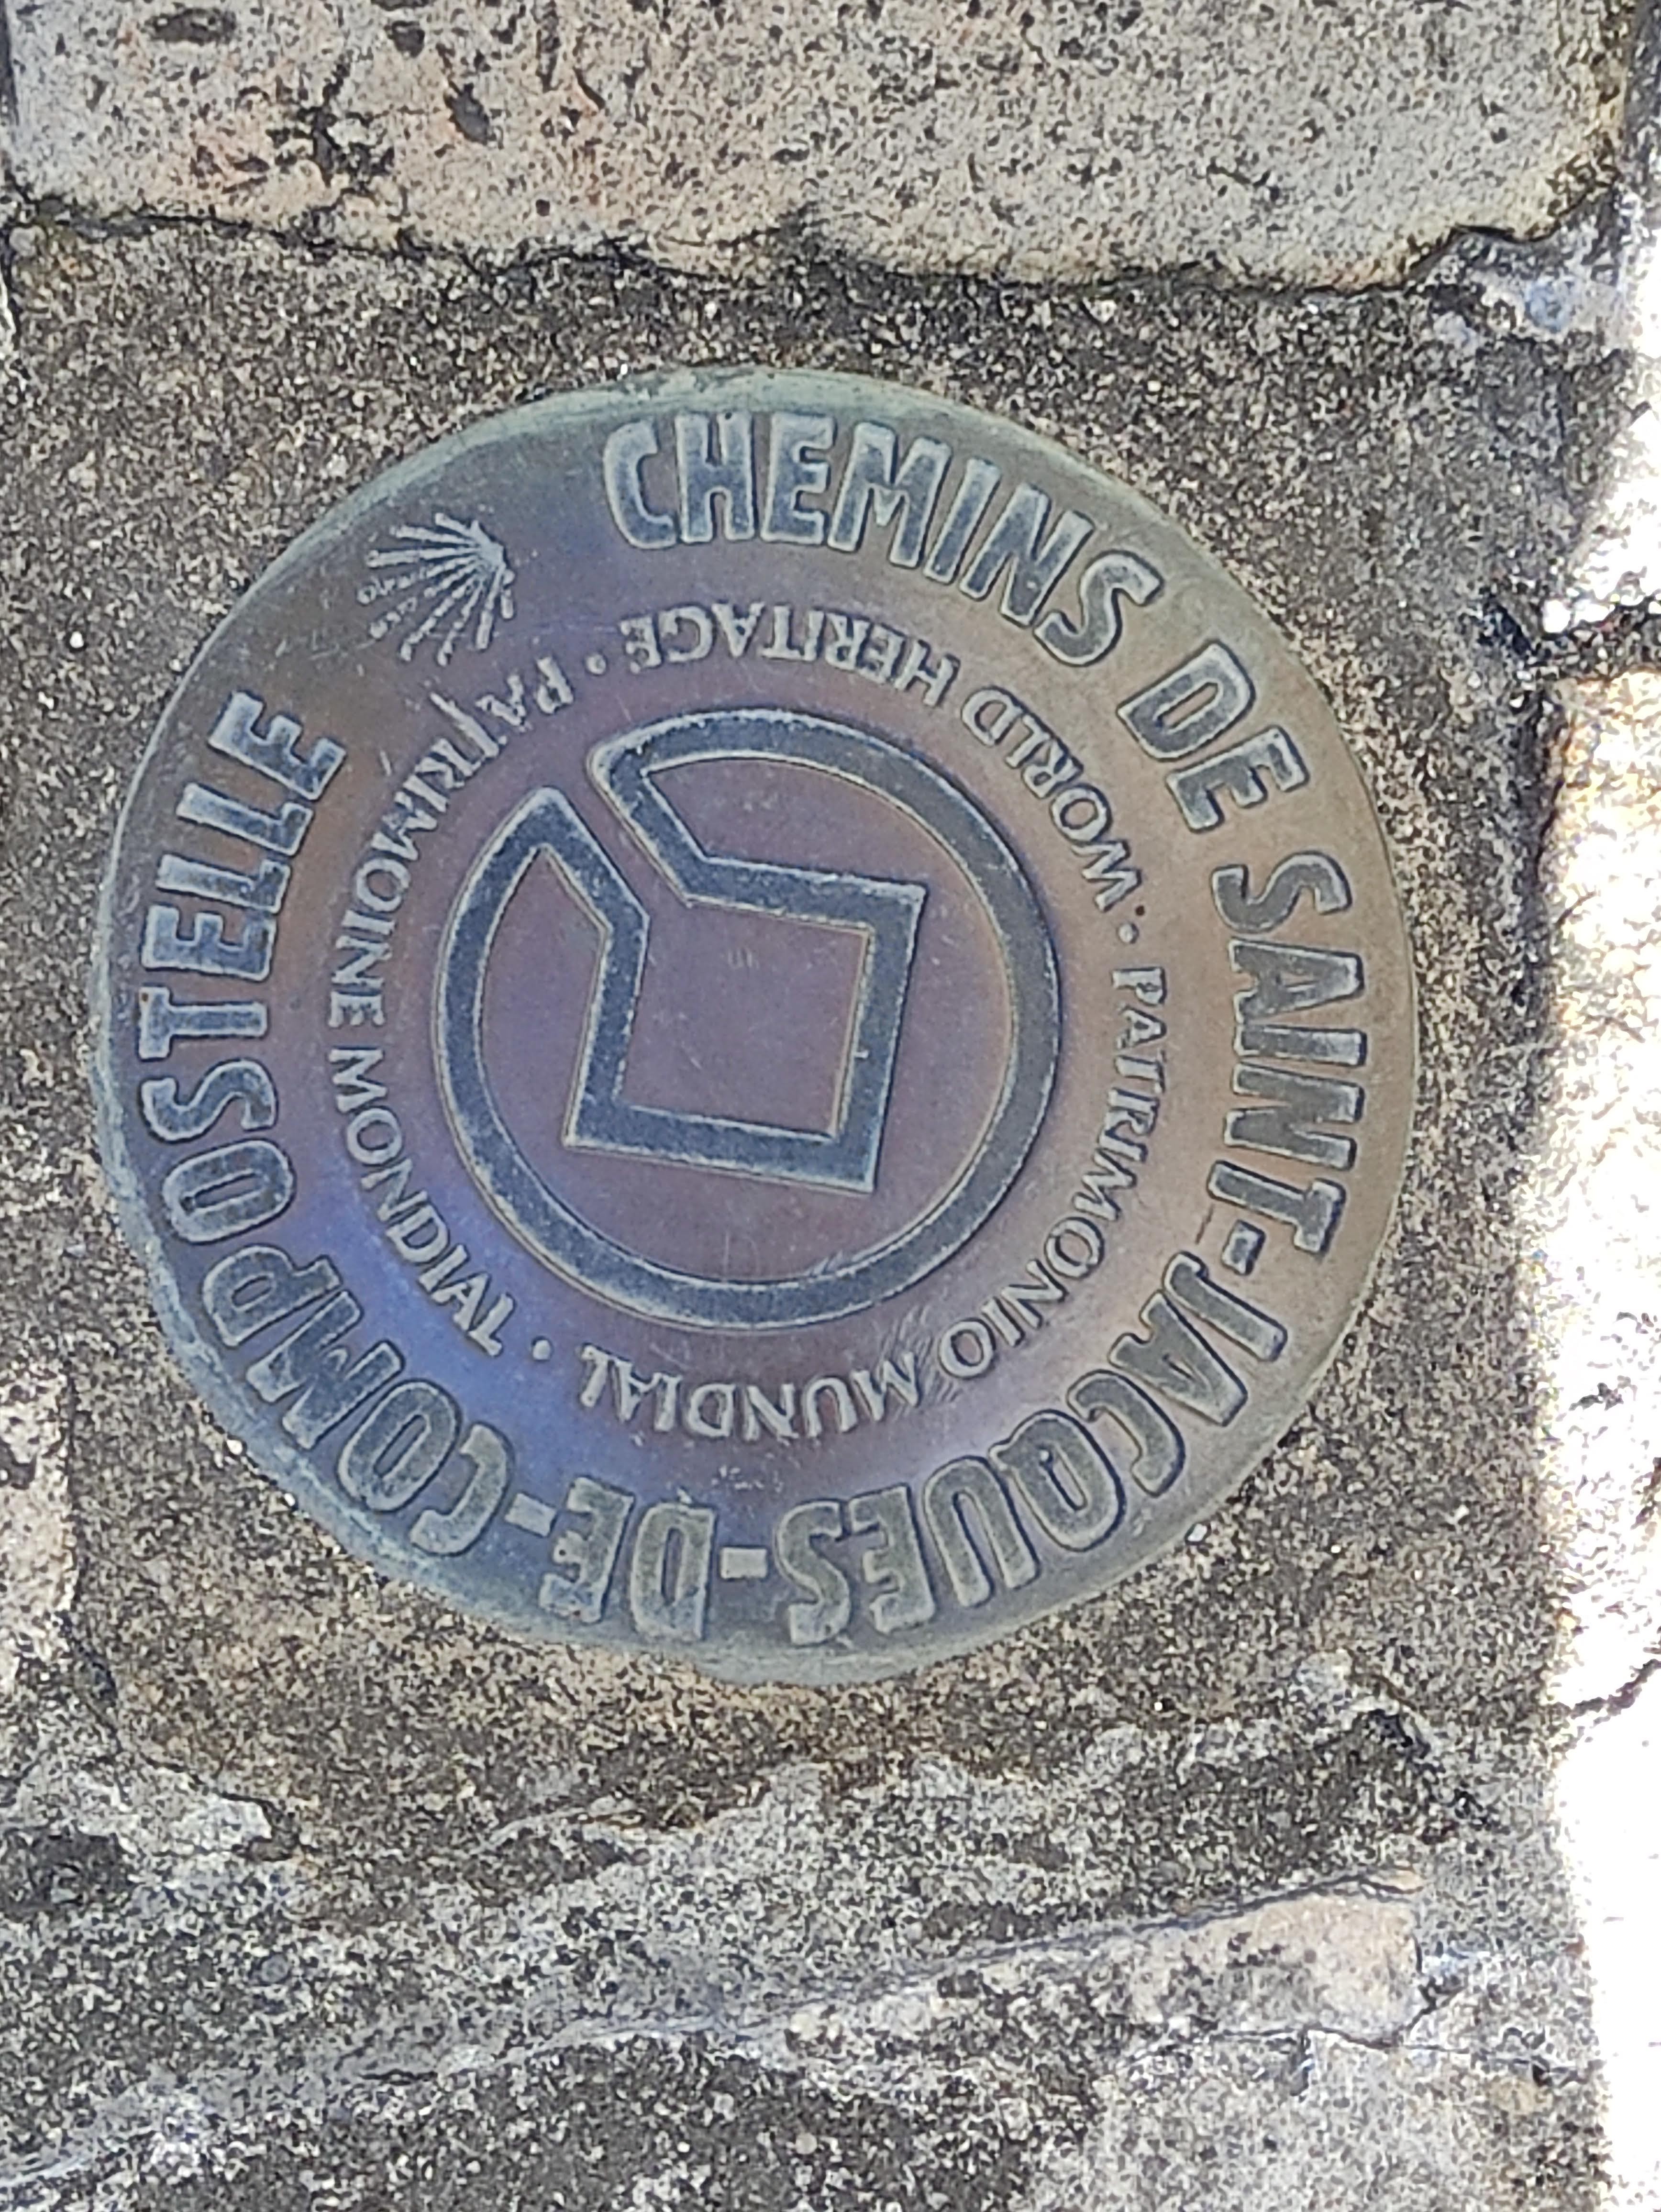 CHEMINS DE SAINT-JACQUES-DE-COMPOSTELLE
WORLD HERITAGE • PATRIMOINE MONDIAL • PATRIMONIO MUNDIAL •